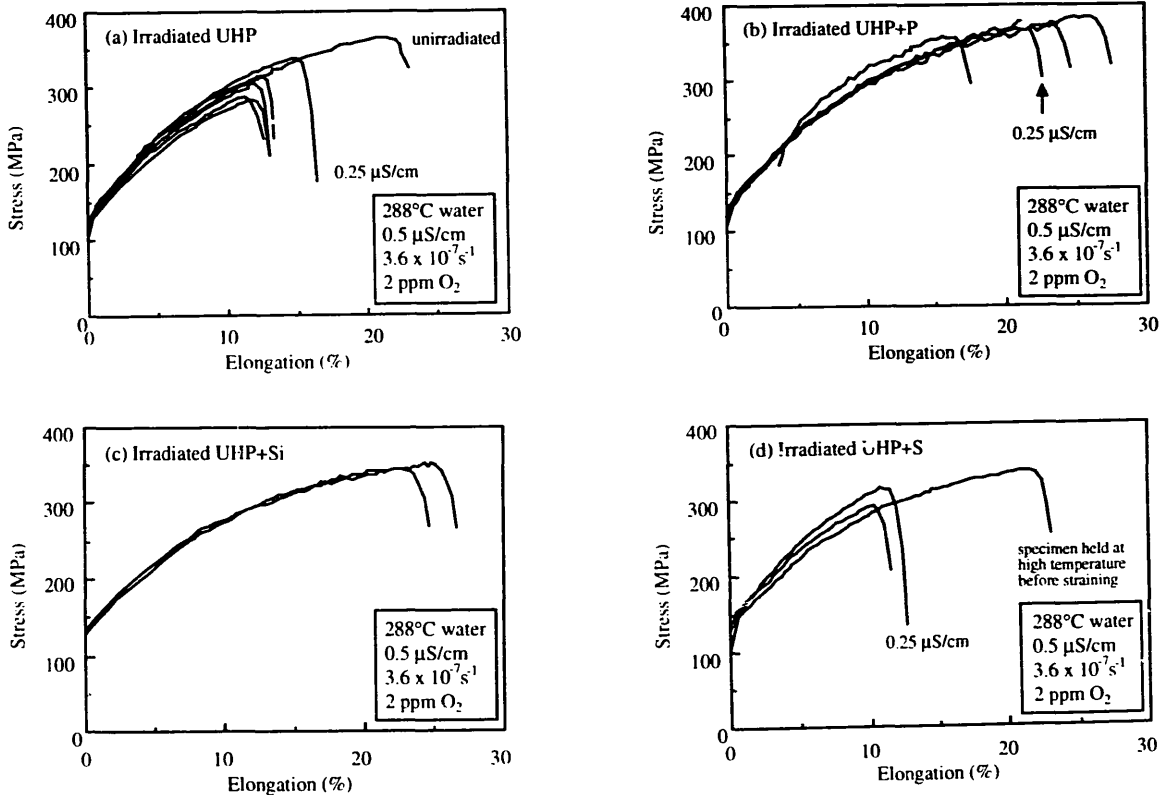 (a) Irradiated UHP
unirradiated
0.25 µS/cm
288°C water
0.5 µS/cm
3.6 x 10⁻⁷s⁻¹
2 ppm O₂
Stress (MPa)
400
300
200
100
0
0 10 20 30
Elongation (%)
(b) Irradiated UHP+P
0.25 µS/cm
288°C water
0.5 µS/cm
3.6 x 10⁻⁷s⁻¹
2 ppm O₂
Stress (MPa)
400
300
200
100
0
0 10 20 30
Elongation (%)
(c) Irradiated UHP+Si
288°C water
0.5 µS/cm
3.6 x 10⁻⁷s⁻¹
2 ppm O₂
Stress (MPa)
400
300
200
100
0
0 10 20 30
Elongation (%)
(d) Irradiated UHP+S
specimen held at
high temperature
before straining
0.25 µS/cm
288°C water
0.5 µS/cm
3.6 x 10⁻⁷s⁻¹
2 ppm O₂
Stress (MPa)
400
300
200
100
0
0 10 20 30
Elongation (%)